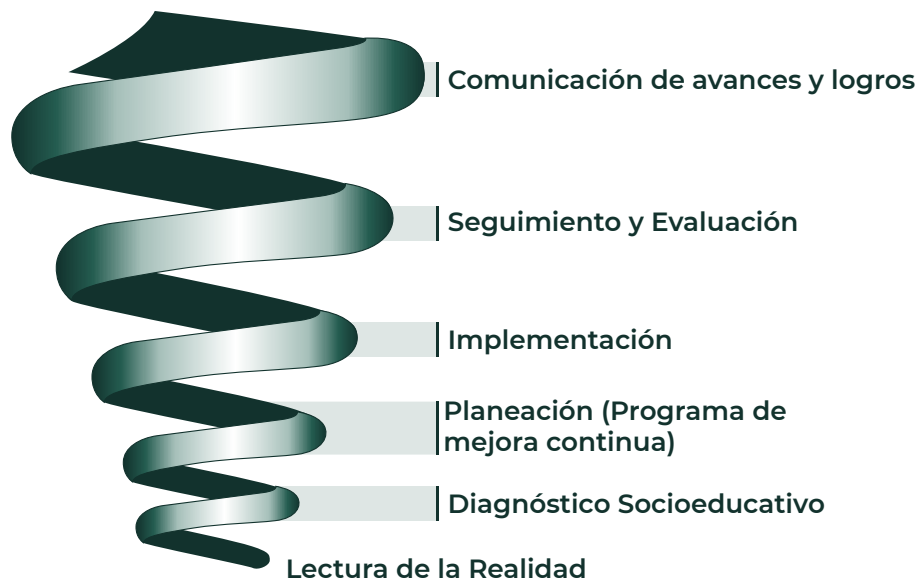 Comunicación de avances y logros
Seguimiento y Evaluación
Implementación
Planeación (Programa de
mejora continua)
Diagnóstico Socioeducativo
Lectura de la Realidad